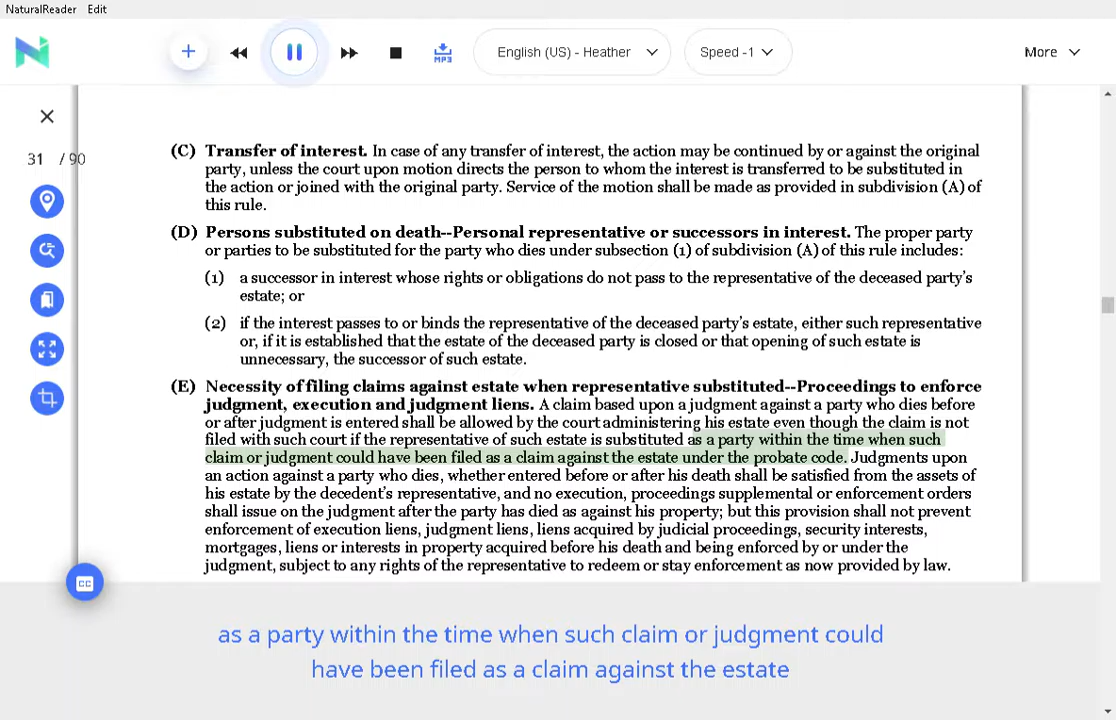 NaturalReader Edit
MP3 English (US) - Heather Speed -1 More
31 / 90
(C) Transfer of interest. In case of any transfer of interest, the action may be continued by or against the original
party, unless the court upon motion directs the person to whom the interest is transferred to be substituted in
the action or joined with the original party. Service of the motion shall be made as provided in subdivision (A) of
this rule.
(D) Persons substituted on death--Personal representative or successors in interest. The proper party
or parties to be substituted for the party who dies under subsection (1) of subdivision (A) of this rule includes:
(1) a successor in interest whose rights or obligations do not pass to the representative of the deceased party's
estate; or
(2) if the interest passes to or binds the representative of the deceased party's estate, either such representative
or, if it is established that the estate of the deceased party is closed or that opening of such estate is
unnecessary, the successor of such estate.
(E) Necessity of filing claims against estate when representative substituted--Proceedings to enforce
judgment, execution and judgment liens. A claim based upon a judgment against a party who dies before
or after judgment is entered shall be allowed by the court administering his estate even though the claim is not
filed with such court if the representative of such estate is substituted as a party within the time when such
claim or judgment could have been filed as a claim against the estate under the probate code. Judgments upon
an action against a party who dies, whether entered before or after his death shall be satisfied from the assets of
his estate by the decedent's representative, and no execution, proceedings supplemental or enforcement orders
shall issue on the judgment after the party has died as against his property; but this provision shall not prevent
enforcement of execution liens, judgment liens, liens acquired by judicial proceedings, security interests,
mortgages, liens or interests in property acquired before his death and being enforced by or under the
judgment, subject to any rights of the representative to redeem or stay enforcement as now provided by law.
CC
as a party within the time when such claim or judgment could
have been filed as a claim against the estate